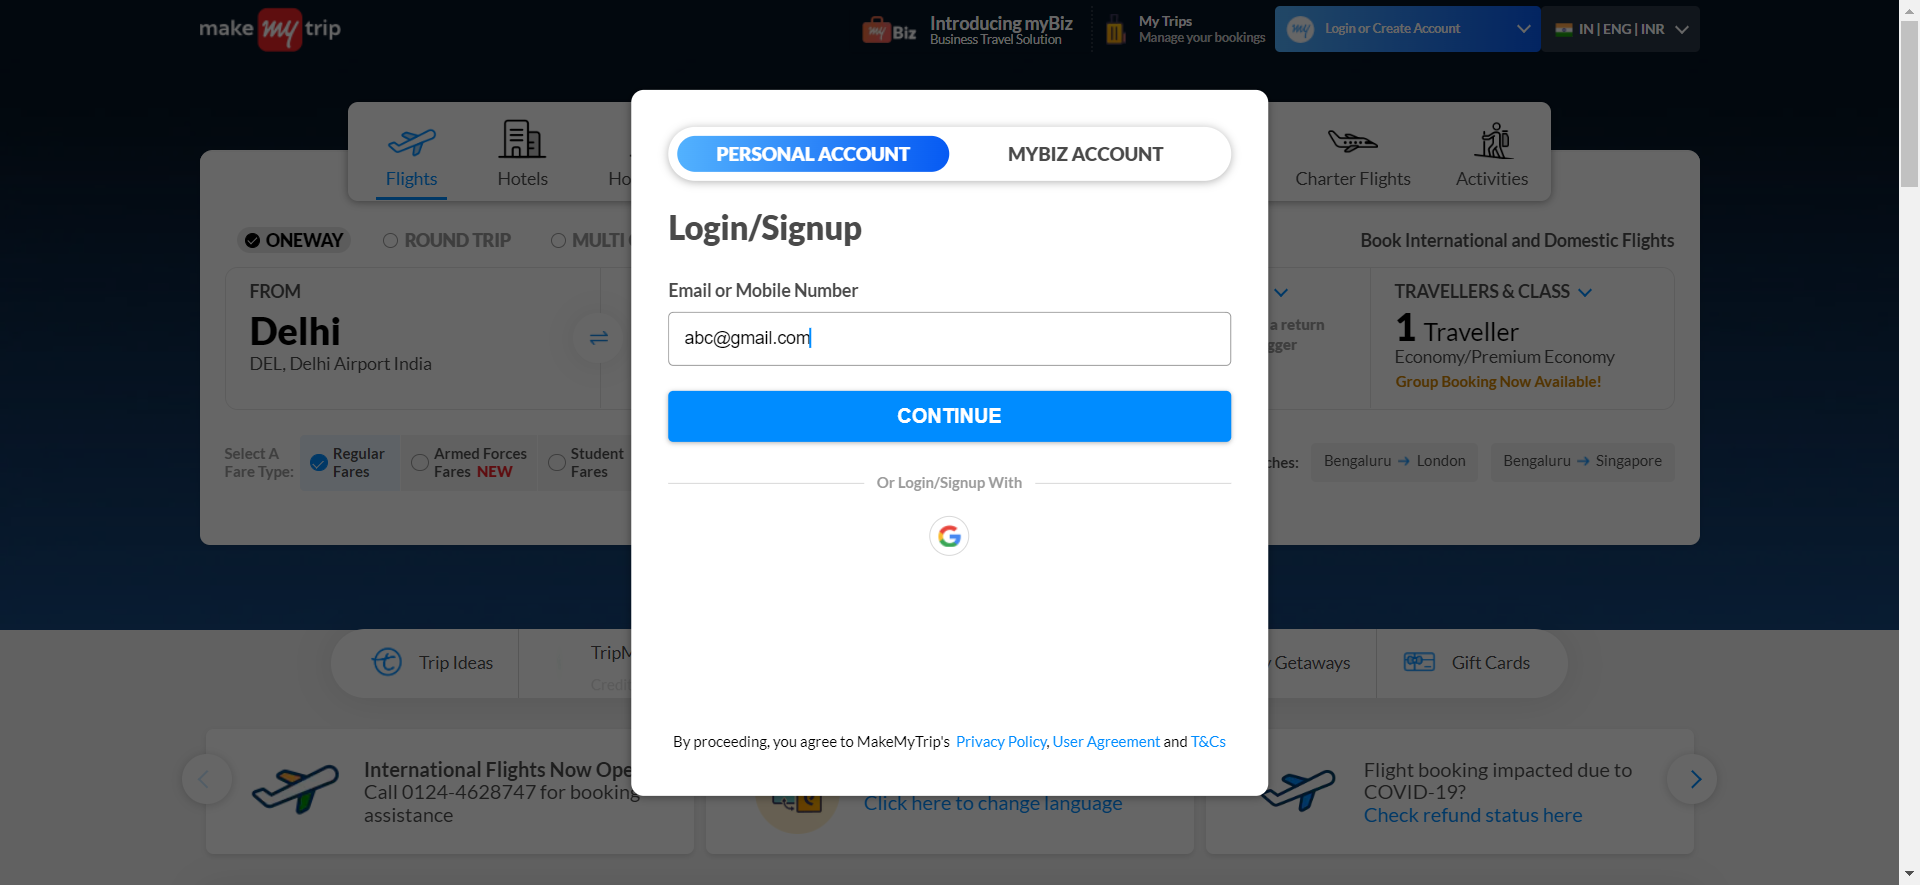 make my trip
my Biz
Introducing myBiz
Business Travel Solution
My Trips
Manage your bookings
my
Login or Create Account
IN | ENG | INR
PERSONAL ACCOUNT
MYBIZ ACCOUNT
Flights
Hotels
Ho
Charter Flights
Activities
Login/Signup
ONEWAY
ROUND TRIP
MULTI
Book International and Domestic Flights
Email or Mobile Number
abc@gmail.com
FROM
Delhi
DEL, Delhi Airport India
a return
gger
TRAVELLERS & CLASS
1 Traveller
Economy/Premium Economy
Group Booking Now Available!
CONTINUE
Select A
Fare Type:
Regular
Fares
Armed Forces
Fares NEW
Student
Fares
Or Login/Signup With
ches:
Bengaluru → London
Bengaluru → Singapore
Trip Ideas
Trip
Credi
Getaways
Gift Cards
By proceeding, you agree to MakeMyTrip's Privacy Policy, User Agreement and T&Cs
International Flights Now Ope
Call 0124-4628747 for booking
assistance
Click here to change language
Flight booking impacted due to
COVID-19?
Check refund status here